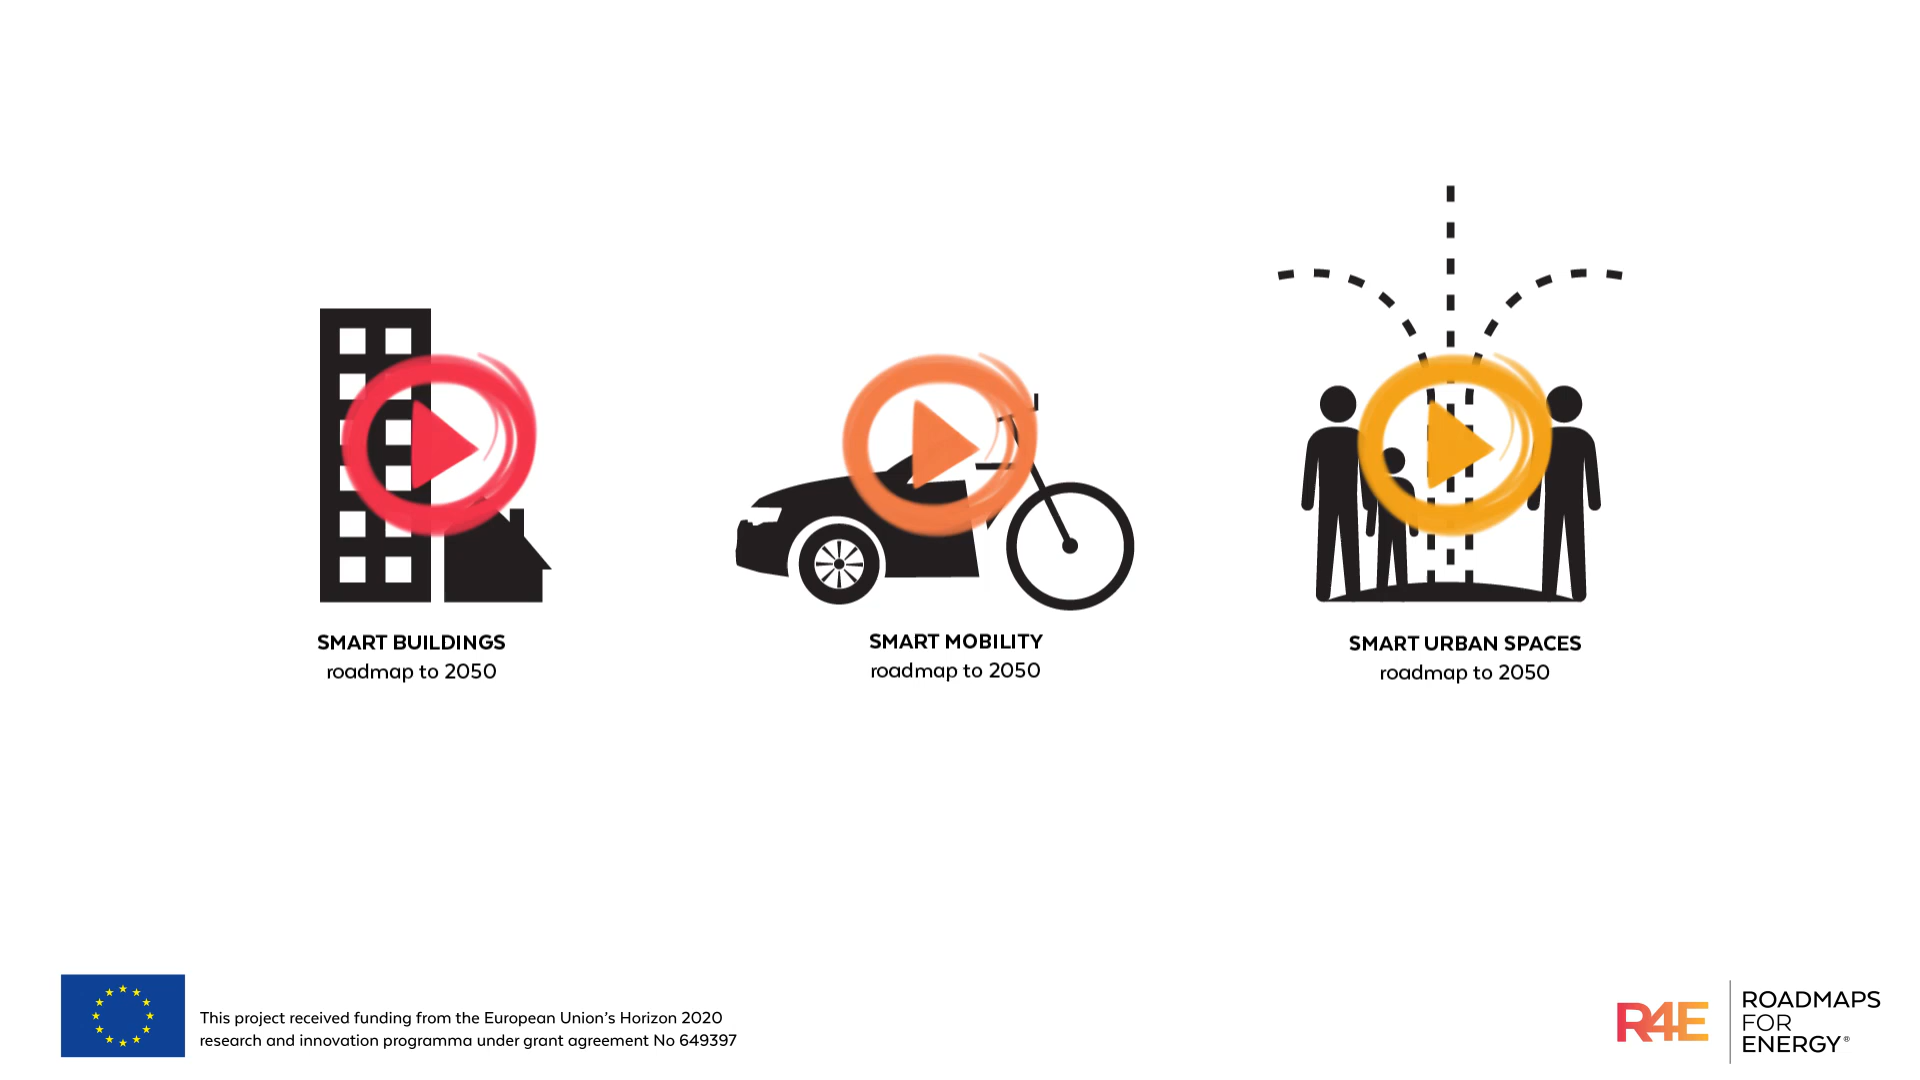 SMART BUILDINGS
roadmap to 2050
SMART MOBILITY
roadmap to 2050
SMART URBAN SPACES
roadmap to 2050
This project received funding from the European Union’s Horizon 2020
research and innovation programma under grant agreement No 649397
R4E
ROADMAPS
FOR
ENERGY®